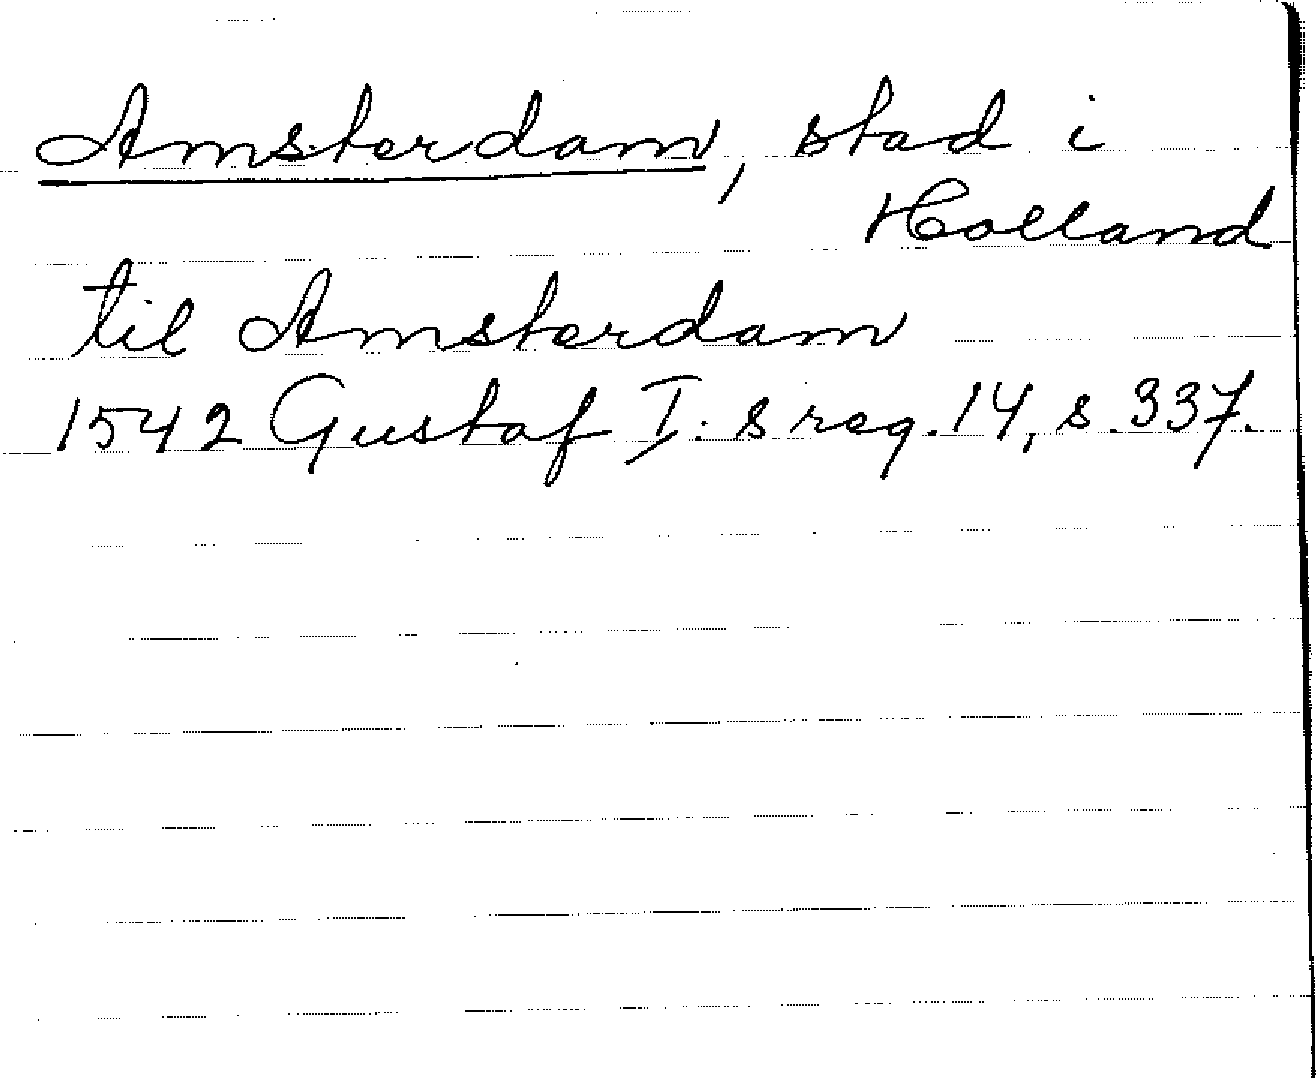 Amsterdam, stad i
Holland
til Amsterdam
1542 Gustaf I:s reg. 14, s. 337.